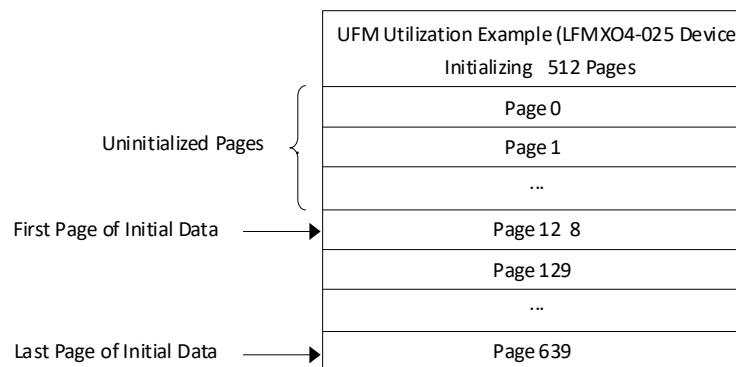 UFM Utilization Example (LFMXO4-025 Device
Initializing 512 Pages
Page 0
Uninitialized Pages
Page 1
...
First Page of Initial Data
Page 12 8
Page 129
...
Last Page of Initial Data
Page 639